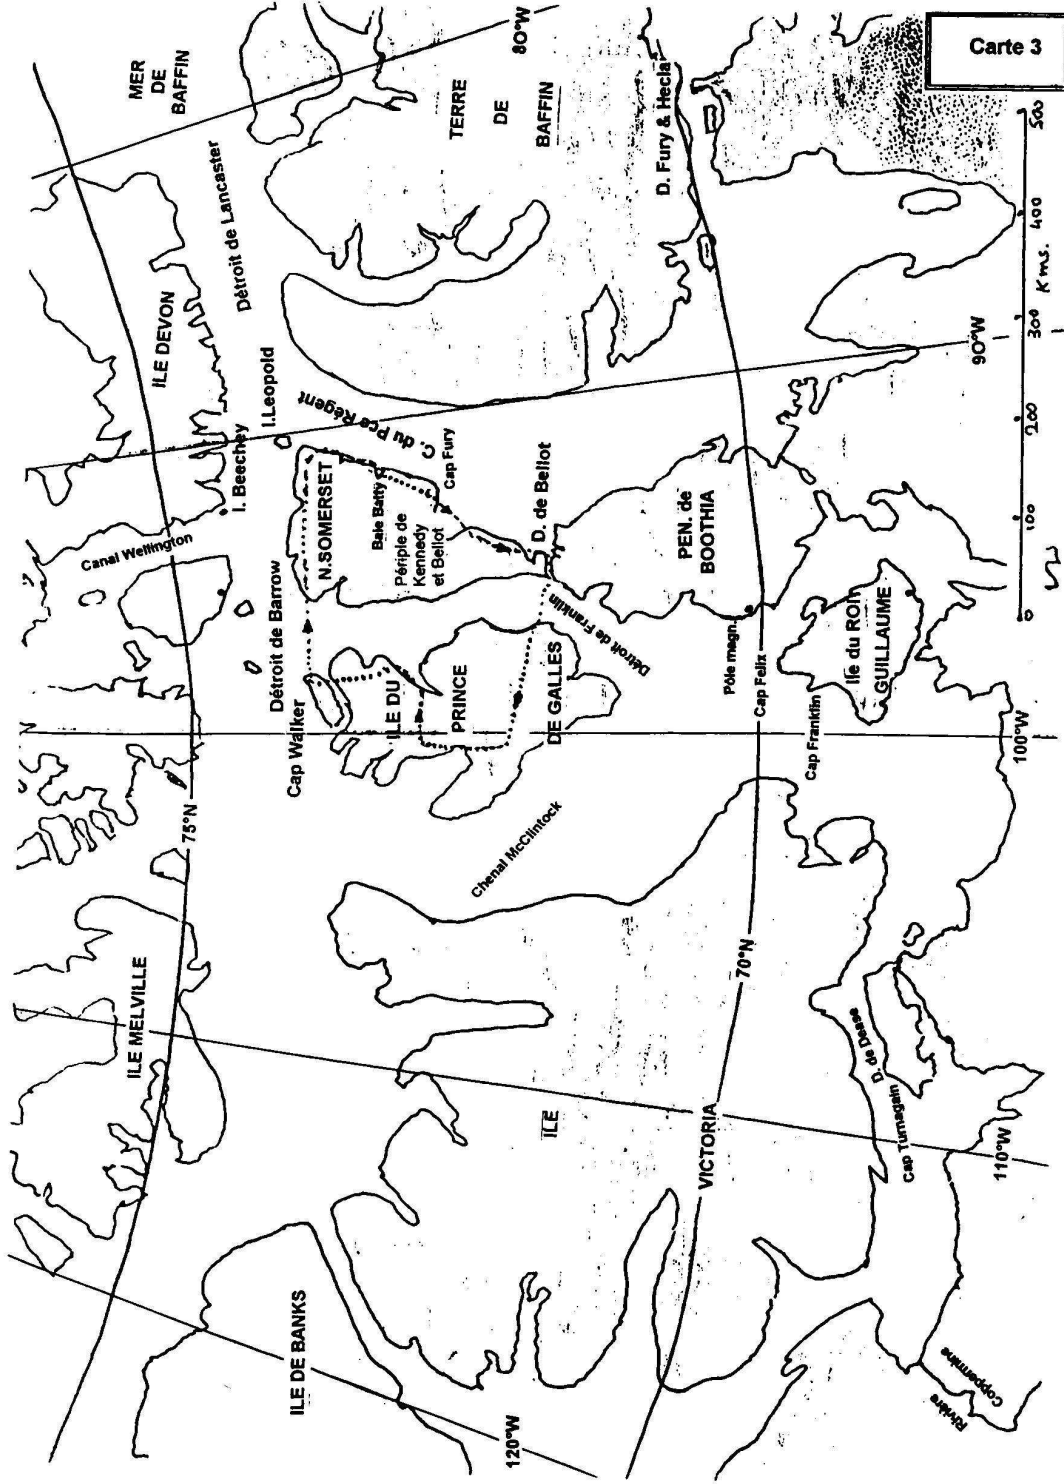 Carte 3
MER
DE
BAFFIN
80°W
TERRE
DE
BAFFIN
D. Fury & Hecla
Détroit de Lancaster
ILE DEVON
I. Leopold
I. Beechey
C. du Pce Régent
Canal Wellington
N. SOMERSET
Baie Batty
Cap Fury
Périple de
Kennedy
et Bellot
D. de Bellot
Détroit de Barrow
Cap Walker
ILE DU
PRINCE
DE GALLES
Détroit de Franklin
PEN. de
BOOTHIA
Pôle magn.
Cap Felix
Cap Franklin
Ile du ROI
GUILLAUME
90°W
100°W
0 100 200 300 400 500
Kms.
75°N
Chenal McClintock
70°N
ILE MELVILLE
ILE
VICTORIA
D. de Dease
Cap Turnagain
110°W
ILE DE BANKS
120°W
Rivière
Coppermine